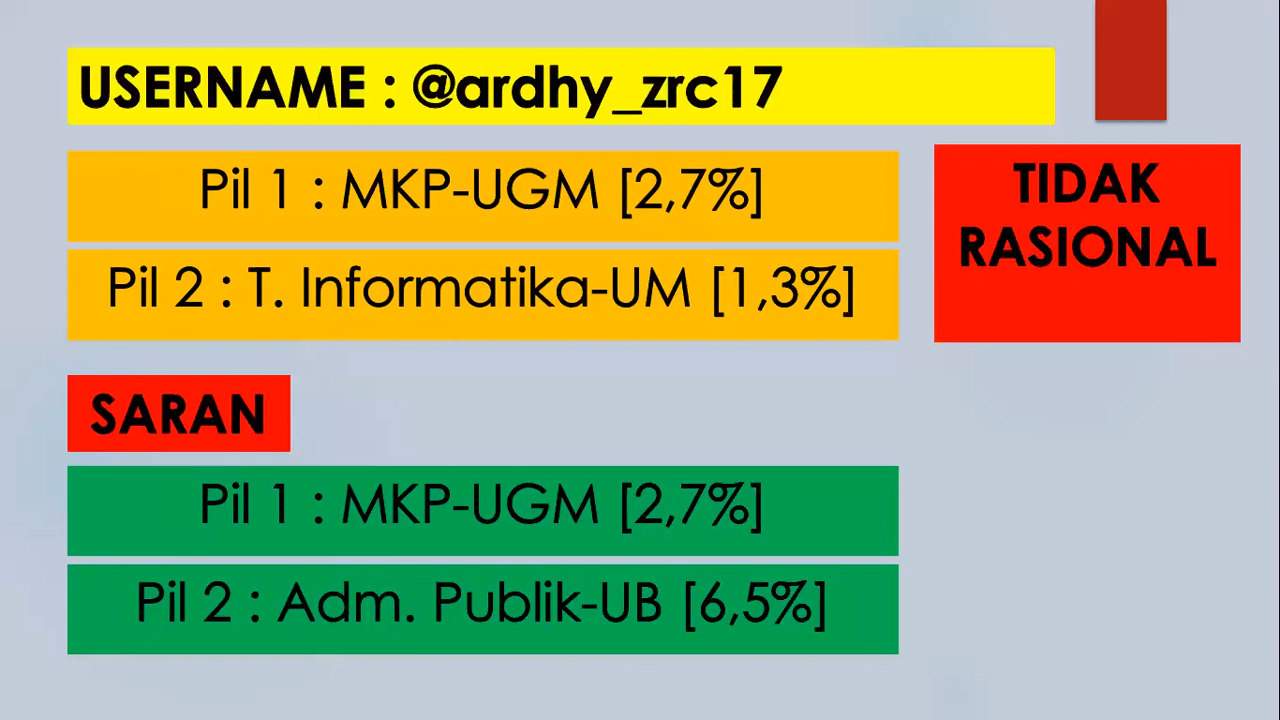 USERNAME : @ardhy_zrc17
Pil 1 : MKP-UGM [2,7%]
Pil 2 : T. Informatika-UM [1,3%]
TIDAK
RASIONAL
SARAN
Pil 1 : MKP-UGM [2,7%]
Pil 2 : Adm. Publik-UB [6,5%]